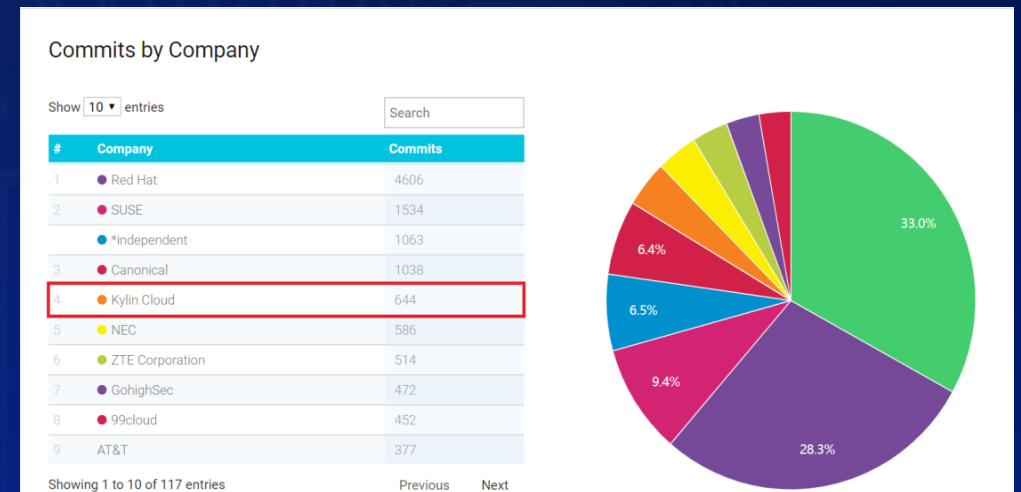 Commits by Company
Show 10 ▾ entries
Search
# Company Commits
1 Red Hat 4606
2 SUSE 1534
*independent 1063
3 Canonical 1038
4 Kylin Cloud 644
5 NEC 586
6 ZTE Corporation 514
7 GohighSec 472
8 99cloud 452
9 AT&T 377
Showing 1 to 10 of 117 entries
Previous Next
33.0%
6.4%
6.5%
9.4%
28.3%